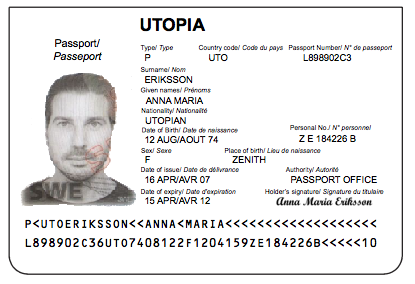 UTOPIA
Passport/
Passeport
Type/ Type Country code/ Code du pays Passport Number/ N° de passeport
P UTO L898902C3
Surname/ Nom
ERIKSSON
Given names/ Prénoms
ANNA MARIA
Nationality/ Nationalité
UTOPIAN
Date of Birth/ Date de naissance Personal No./ N° personnel
12 AUG/AOUT 74 Z E 184226 B
Sex/ Sexe Place of birth/ Lieu de naissance
F ZENITH
Date of issue/ Date de délivrance Authority/ Autorité
16 APR/AVR 07 PASSPORT OFFICE
Date of expiry/ Date d'expiration Holder's signature/ Signature du titulaire
15 APR/AVR 12 Anna Maria Eriksson
SWE
P<UTOERIKSSON<<ANNA<MARIA<<<<<<<<<<<<<<<<<<<
L898902C36UTO7408122F1204159ZE184226B<<<<<10